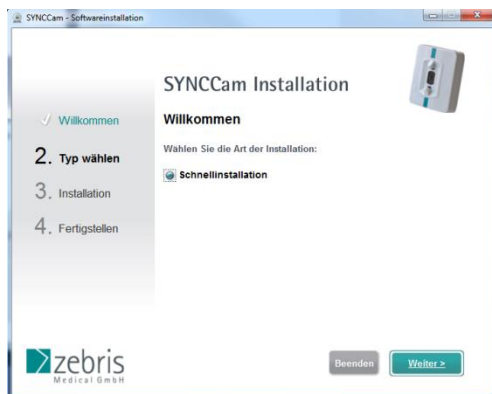 SYNCCam - Softwareinstallation
SYNCCam Installation
Willkommen
Willkommen
2. Typ wählen
Wählen Sie die Art der Installation:
Schnellinstallation
3. Installation
4. Fertigstellen
zebris
Medical GmbH
Beenden
Weiter >